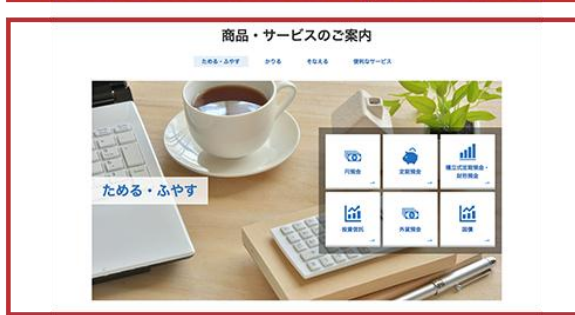 商品・サービスのご案内
ためる・ふやす
かりる
そなえる
便利なサービス
ためる・ふやす
円預金
定期預金
積立式定期預金・
財形預金
投資信託
外貨預金
国債